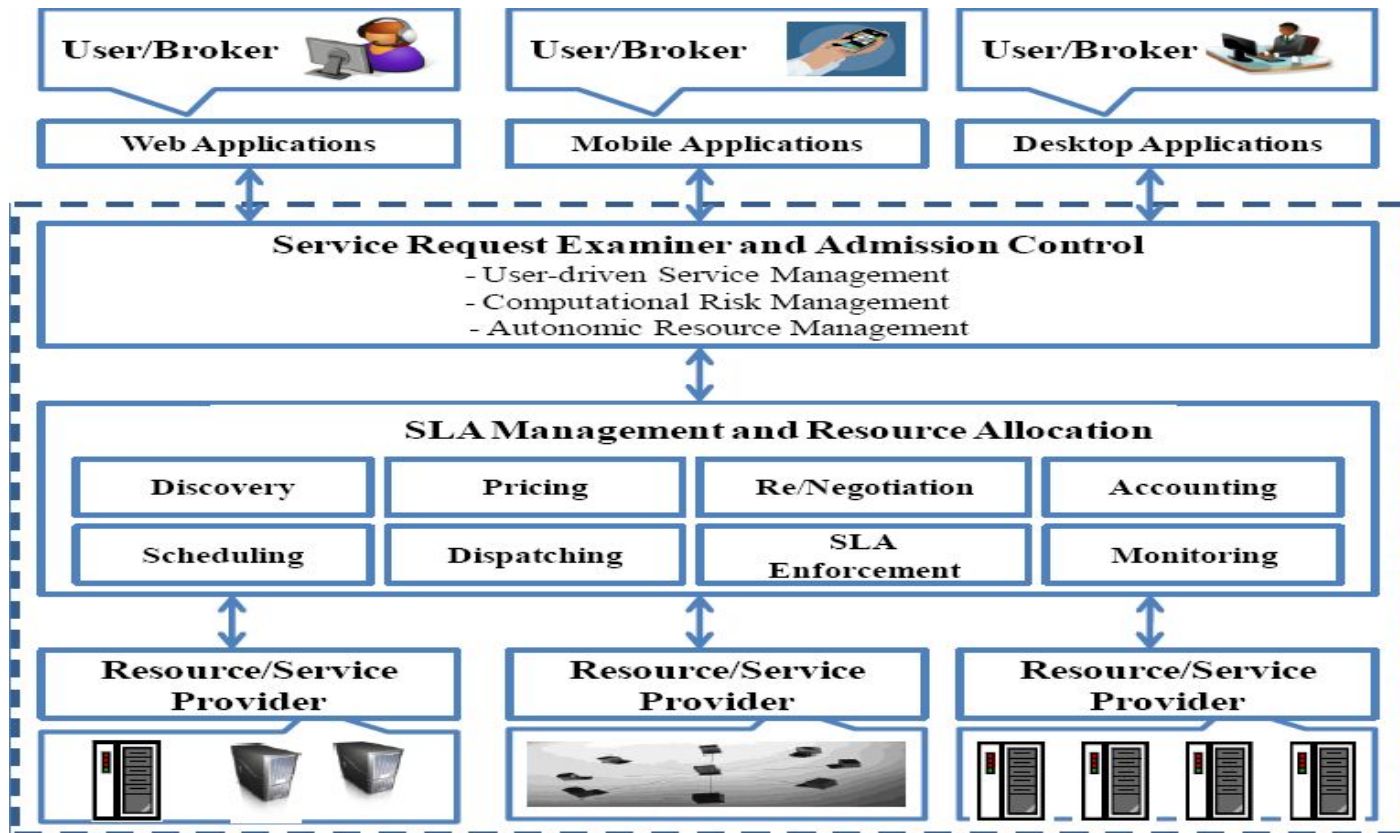 User/Broker
User/Broker
User/Broker
Web Applications
Mobile Applications
Desktop Applications
Service Request Examiner and Admission Control
- User-driven Service Management
- Computational Risk Management
- Autonomic Resource Management
SLA Management and Resource Allocation
Discovery
Pricing
Re/Negotiation
Accounting
Scheduling
Dispatching
SLA
Enforcement
Monitoring
Resource/Service
Provider
Resource/Service
Provider
Resource/Service
Provider